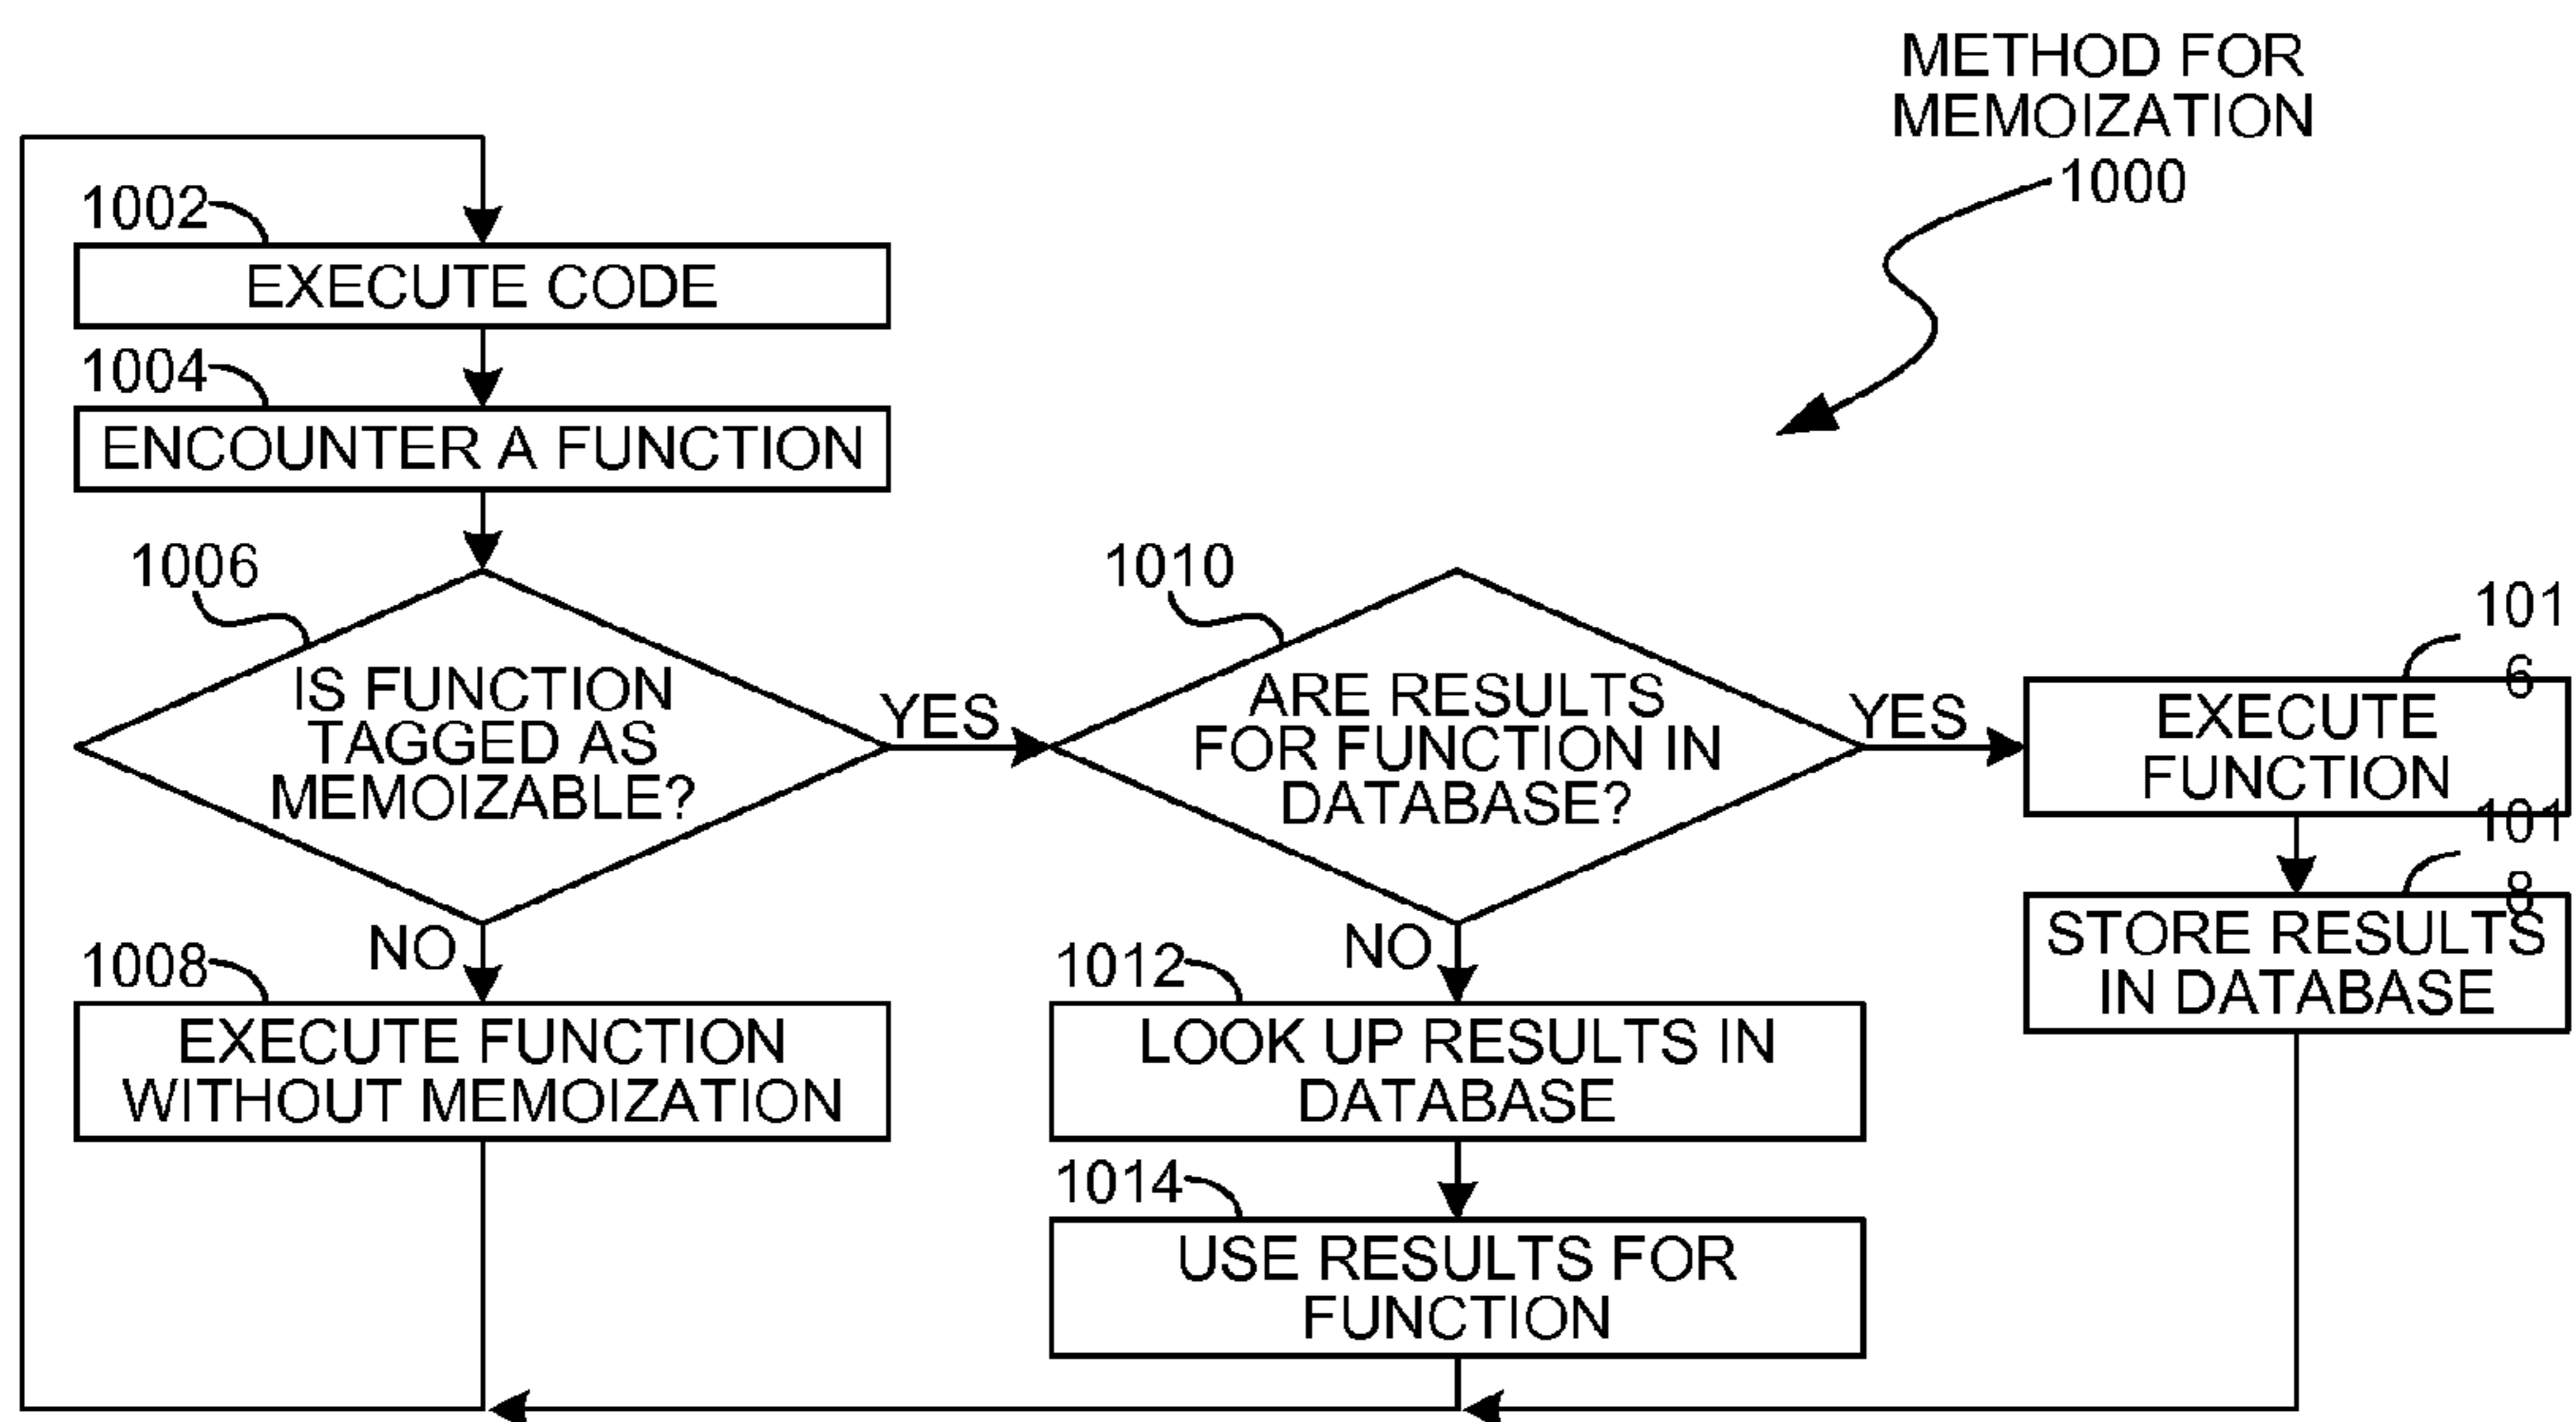 METHOD FOR
MEMOIZATION
1000
1002
EXECUTE CODE
1004
ENCOUNTER A FUNCTION
1006
IS FUNCTION
TAGGED AS
MEMOIZABLE?
YES
NO
1008
EXECUTE FUNCTION
WITHOUT MEMOIZATION
1010
ARE RESULTS
FOR FUNCTION IN
DATABASE?
YES
NO
1012
LOOK UP RESULTS IN
DATABASE
1014
USE RESULTS FOR
FUNCTION
101
6
EXECUTE
FUNCTION
101
8
STORE RESULTS
IN DATABASE